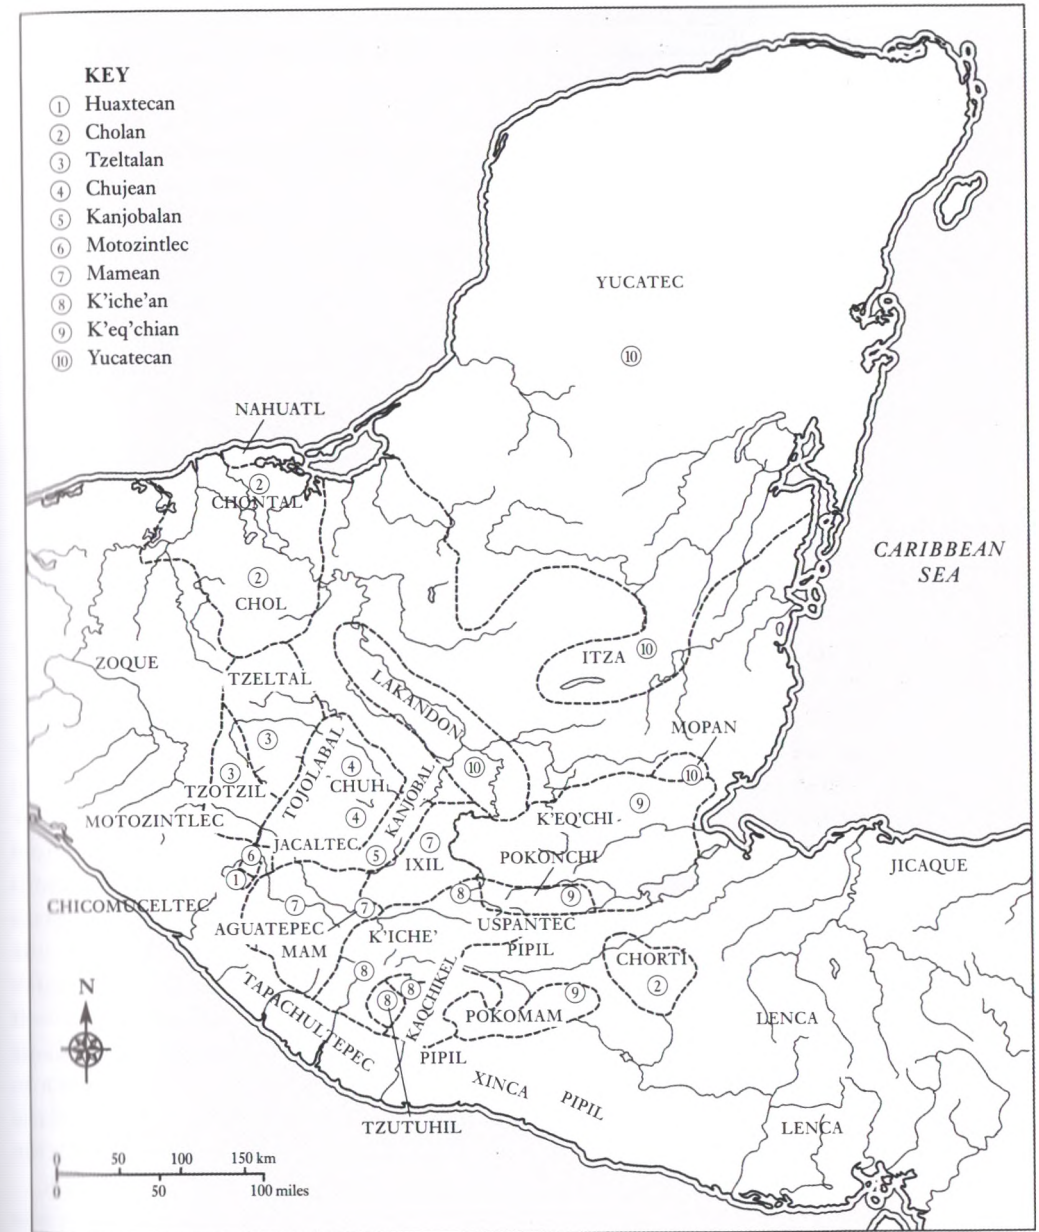 KEY
① Huaxtecan
② Cholan
③ Tzeltalan
④ Chujean
⑤ Kanjobalan
⑥ Motozintlec
⑦ Mamean
⑧ K'iche'an
⑨ K'eq'chian
⑩ Yucatecan
YUCATEC
⑩
NAHUATL
②
CHONTAL
CARIBBEAN
SEA
②
CHOL
ZOQUE
ITZA ⑩
TZELTAL
LAKANDON
MOPAN
③
TOJOLABAL
④
CHUH
KANJOBAL
⑩
⑩
③
TZOTZIL
⑨
MOTOZINTLEC
④
K'EQ'CHI
JACALTEC
⑦
⑥
⑤
IXIL
POKONCHI
JICAQUE
①
CHICOMUCELTEC
⑦
⑦
⑧
⑨
AGUATEPEC
K'ICHE'
USPANTEC
MAM
PIPIL
CHORTI
⑧
②
TAPACHULTEPEC
⑧
⑧
KAQCHIKEL
⑨
POKOMAM
LENCA
N
PIPIL
XINCA
PIPIL
TZUTUHIL
LENCA
0 50 100 150 km
0 50 100 miles